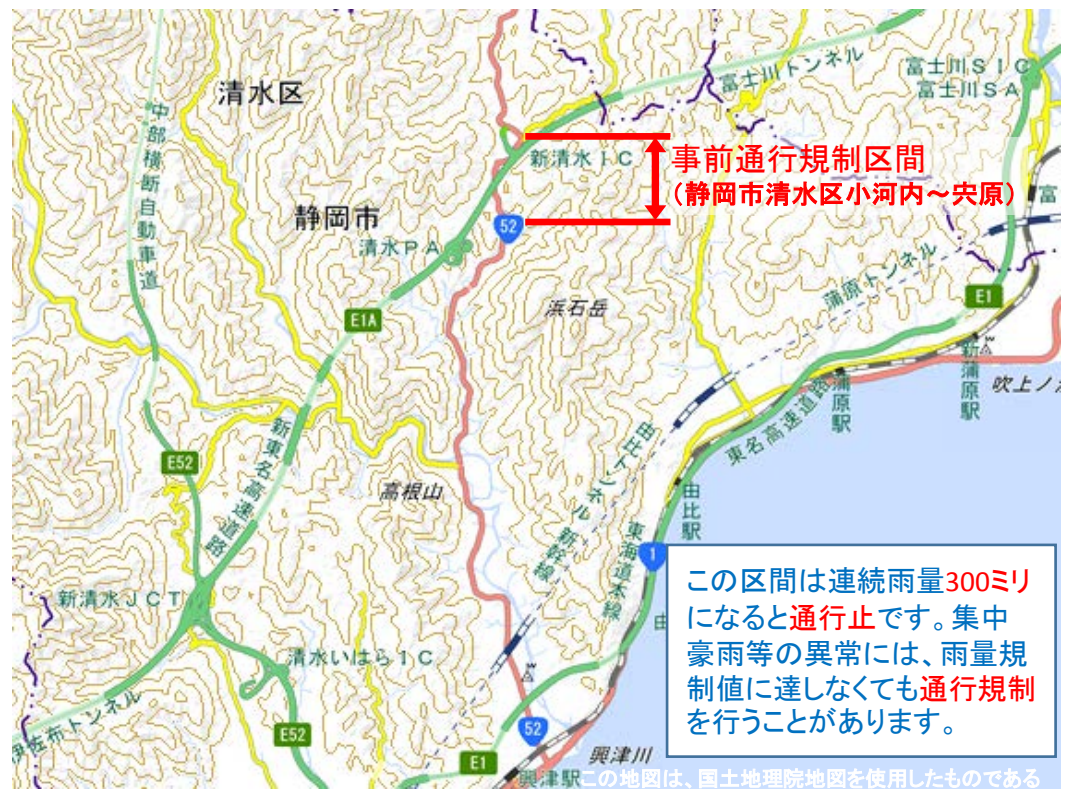 富士川トンネル
富士川ＳＩＣ
富士川ＳＡ
清水区
中部横断自動車道
新清水ＩＣ
事前通行規制区間
（静岡市清水区小河内～宍原）
富
静岡市
52
清水ＰＡ
蒲原トンネル
E1
浜石岳
E1A
新蒲原駅
蒲原駅
吹上ノ
東名高速道路
新東名高速道路
由比トンネル
新幹線
E52
高根山
由比駅
東海道本線
1
由
この区間は連続雨量300ミリ
になると通行止です。集中
豪雨等の異常には、雨量規
制値に達しなくても通行規制
を行うことがあります。
新清水ＪＣＴ
清水いはらＩＣ
伊佐布トンネル
E52
52
E1
興津川
興津駅
この地図は、国土地理院地図を使用したものである